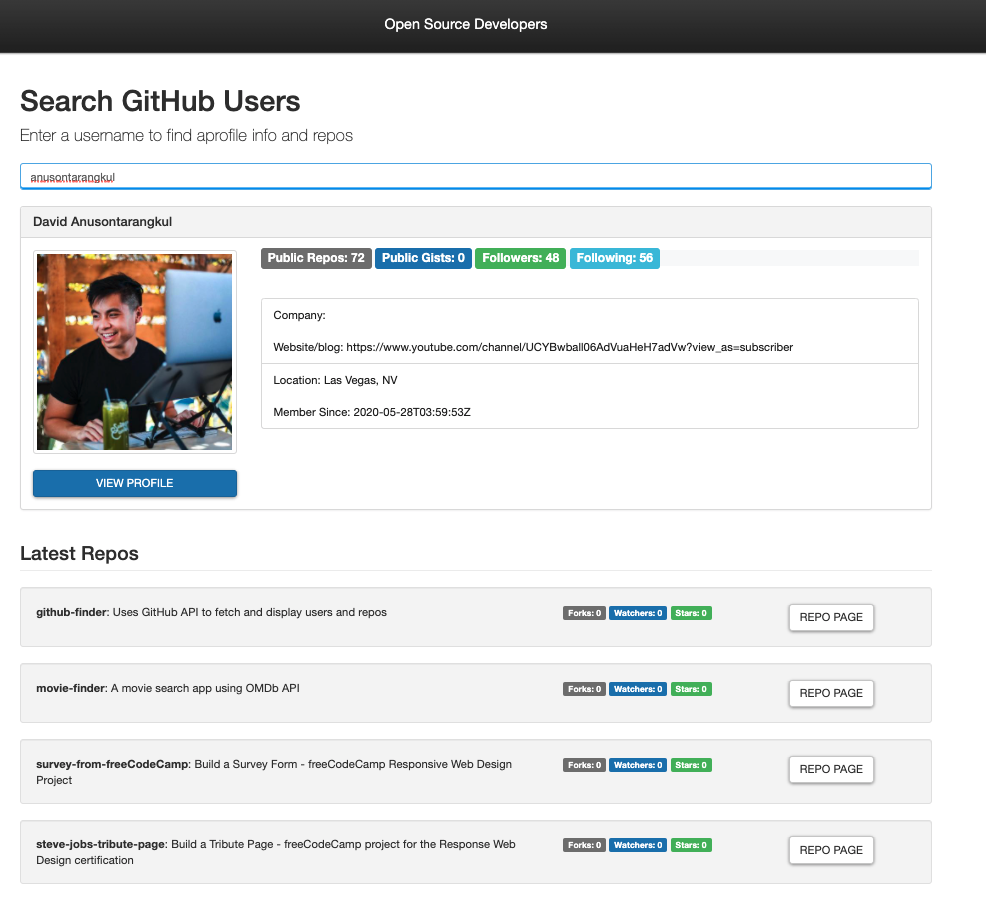 Open Source Developers
Search GitHub Users
Enter a username to find aprofile info and repos
anusontarangkul
David Anusontarangkul
Public Repos: 72 Public Gists: 0 Followers: 48 Following: 56
Company:
Website/blog: https://www.youtube.com/channel/UCYBwball06AdVuaHeH7adVw?view_as=subscriber
Location: Las Vegas, NV
Member Since: 2020-05-28T03:59:53Z
VIEW PROFILE
Latest Repos
github-finder: Uses GitHub API to fetch and display users and repos
Forks: 0 Watchers: 0 Stars: 0
REPO PAGE
movie-finder: A movie search app using OMDb API
Forks: 0 Watchers: 0 Stars: 0
REPO PAGE
survey-from-freeCodeCamp: Build a Survey Form - freeCodeCamp Responsive Web Design
Project
Forks: 0 Watchers: 0 Stars: 0
REPO PAGE
steve-jobs-tribute-page: Build a Tribute Page - freeCodeCamp project for the Response Web
Design certification
Forks: 0 Watchers: 0 Stars: 0
REPO PAGE